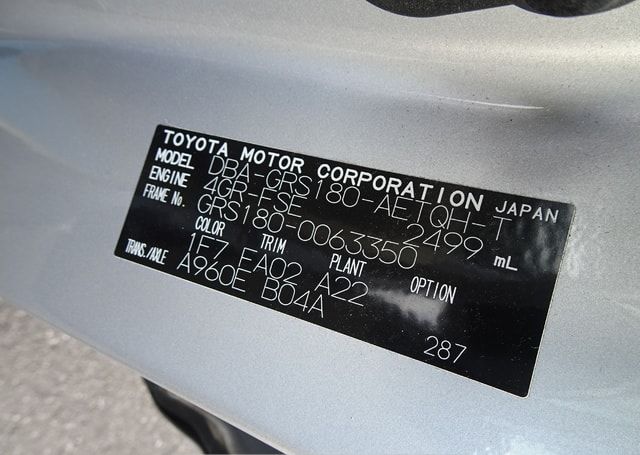 TOYOTA MOTOR CORPORATION JAPAN
MODEL DBA-GRS180-AETQH-T
ENGINE 4GR-FSE 2499 mL
FRAME No. GRS180-0063350
COLOR TRIM PLANT OPTION
1F7 FA02 A22
TRANS./AXLE A960E B04A
287